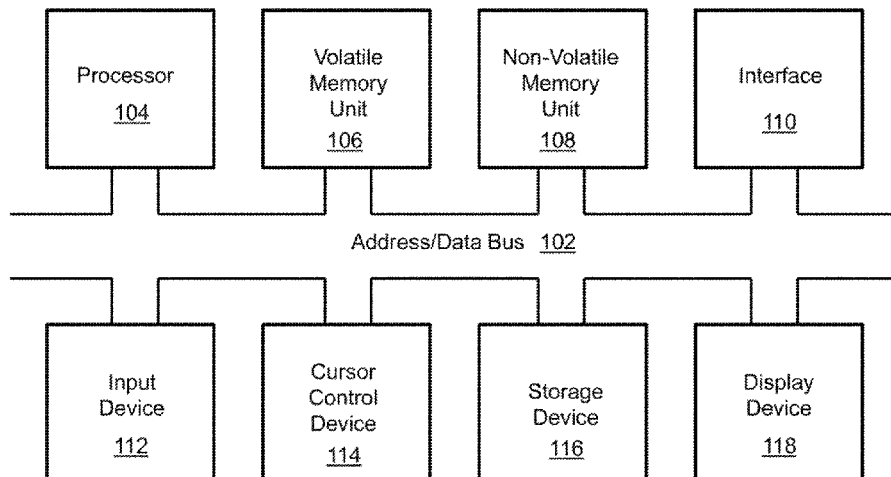 Processor
104
Volatile
Memory
Unit
106
Non-Volatile
Memory
Unit
108
Interface
110
Address/Data Bus 102
Input
Device
112
Cursor
Control
Device
114
Storage
Device
116
Display
Device
118